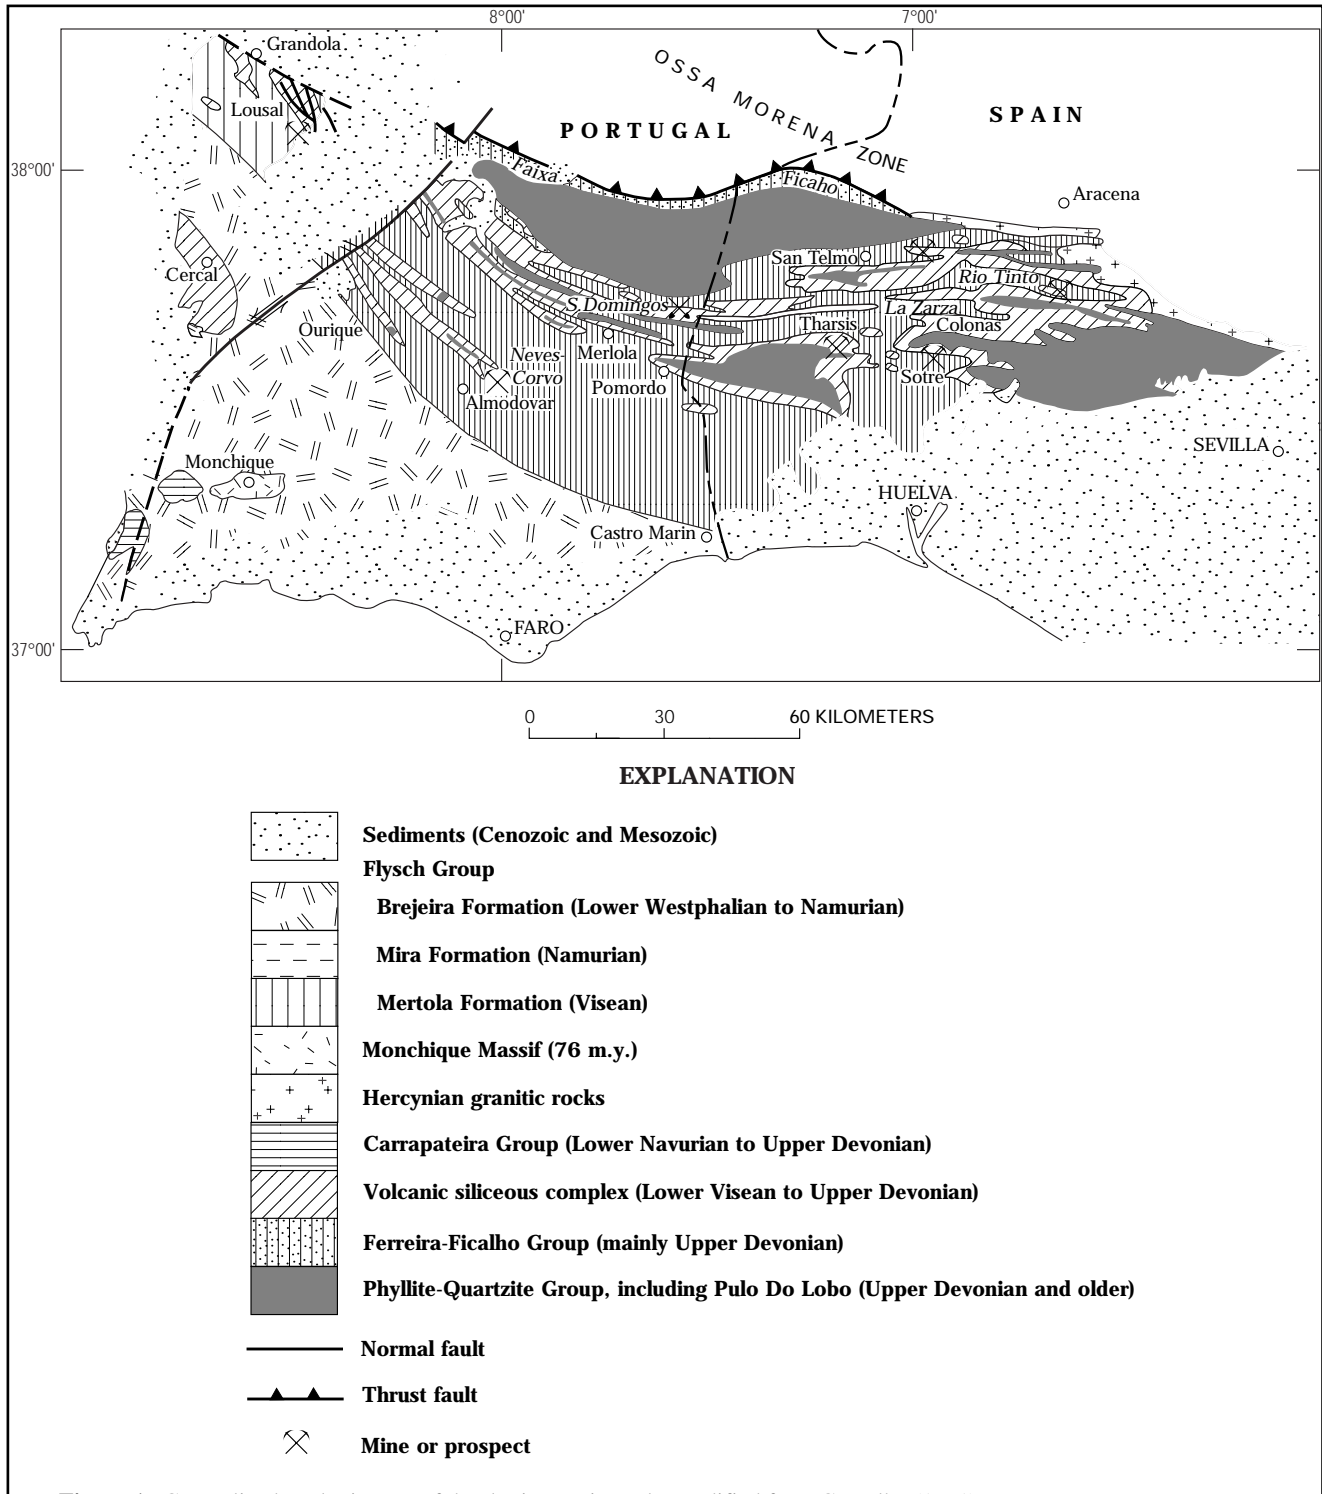 8°00'
7°00'
Grandola
OSSA MORENA ZONE
SPAIN
Lousal
PORTUGAL
38°00'
Faixa
Ficaho
Aracena
Cercal
San Telmo
Rio Tinto
S.Domingos
La Zarza
Ourique
Tharsis
Colonas
Neves-
Corvo
Merlola
Pomordo
Sotre
Almodovar
SEVILLA
Monchique
HUELVA
Castro Marin
FARO
37°00'
0 30 60 KILOMETERS
EXPLANATION
Sediments (Cenozoic and Mesozoic)
Flysch Group
Brejeira Formation (Lower Westphalian to Namurian)
Mira Formation (Namurian)
Mertola Formation (Visean)
Monchique Massif (76 m.y.)
Hercynian granitic rocks
Carrapateira Group (Lower Navurian to Upper Devonian)
Volcanic siliceous complex (Lower Visean to Upper Devonian)
Ferreira-Ficalho Group (mainly Upper Devonian)
Phyllite-Quartzite Group, including Pulo Do Lobo (Upper Devonian and older)
Normal fault
Thrust fault
Mine or prospect